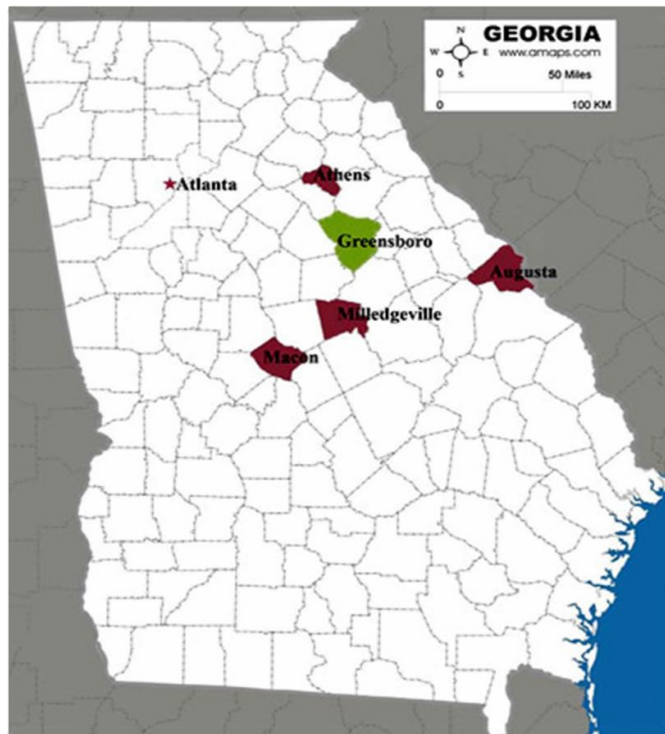 GEORGIA
www.amaps.com
N
W E
S
0 50 Miles
0 100 KM
Athens
Atlanta
Greensboro
Augusta
Milledgeville
Macon